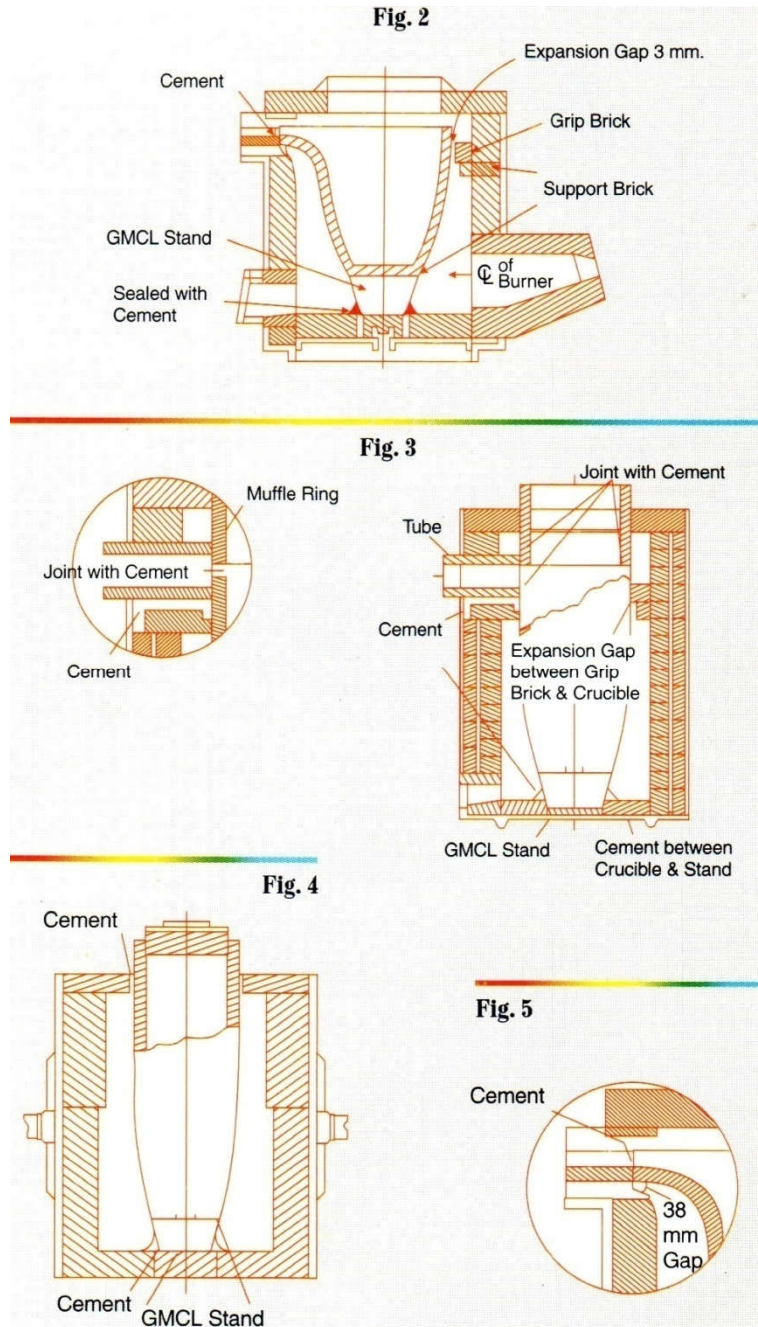 Fig. 2
Expansion Gap 3 mm.
Cement
Grip Brick
Support Brick
GMCL Stand
℄ of
Burner
Sealed with
Cement
Fig. 3
Joint with Cement
Muffle Ring
Tube
Joint with Cement
Cement
Cement
Expansion Gap
between Grip
Brick & Crucible
GMCL Stand
Cement between
Crucible & Stand
Fig. 4
Cement
Fig. 5
Cement
38
mm
Gap
Cement
GMCL Stand